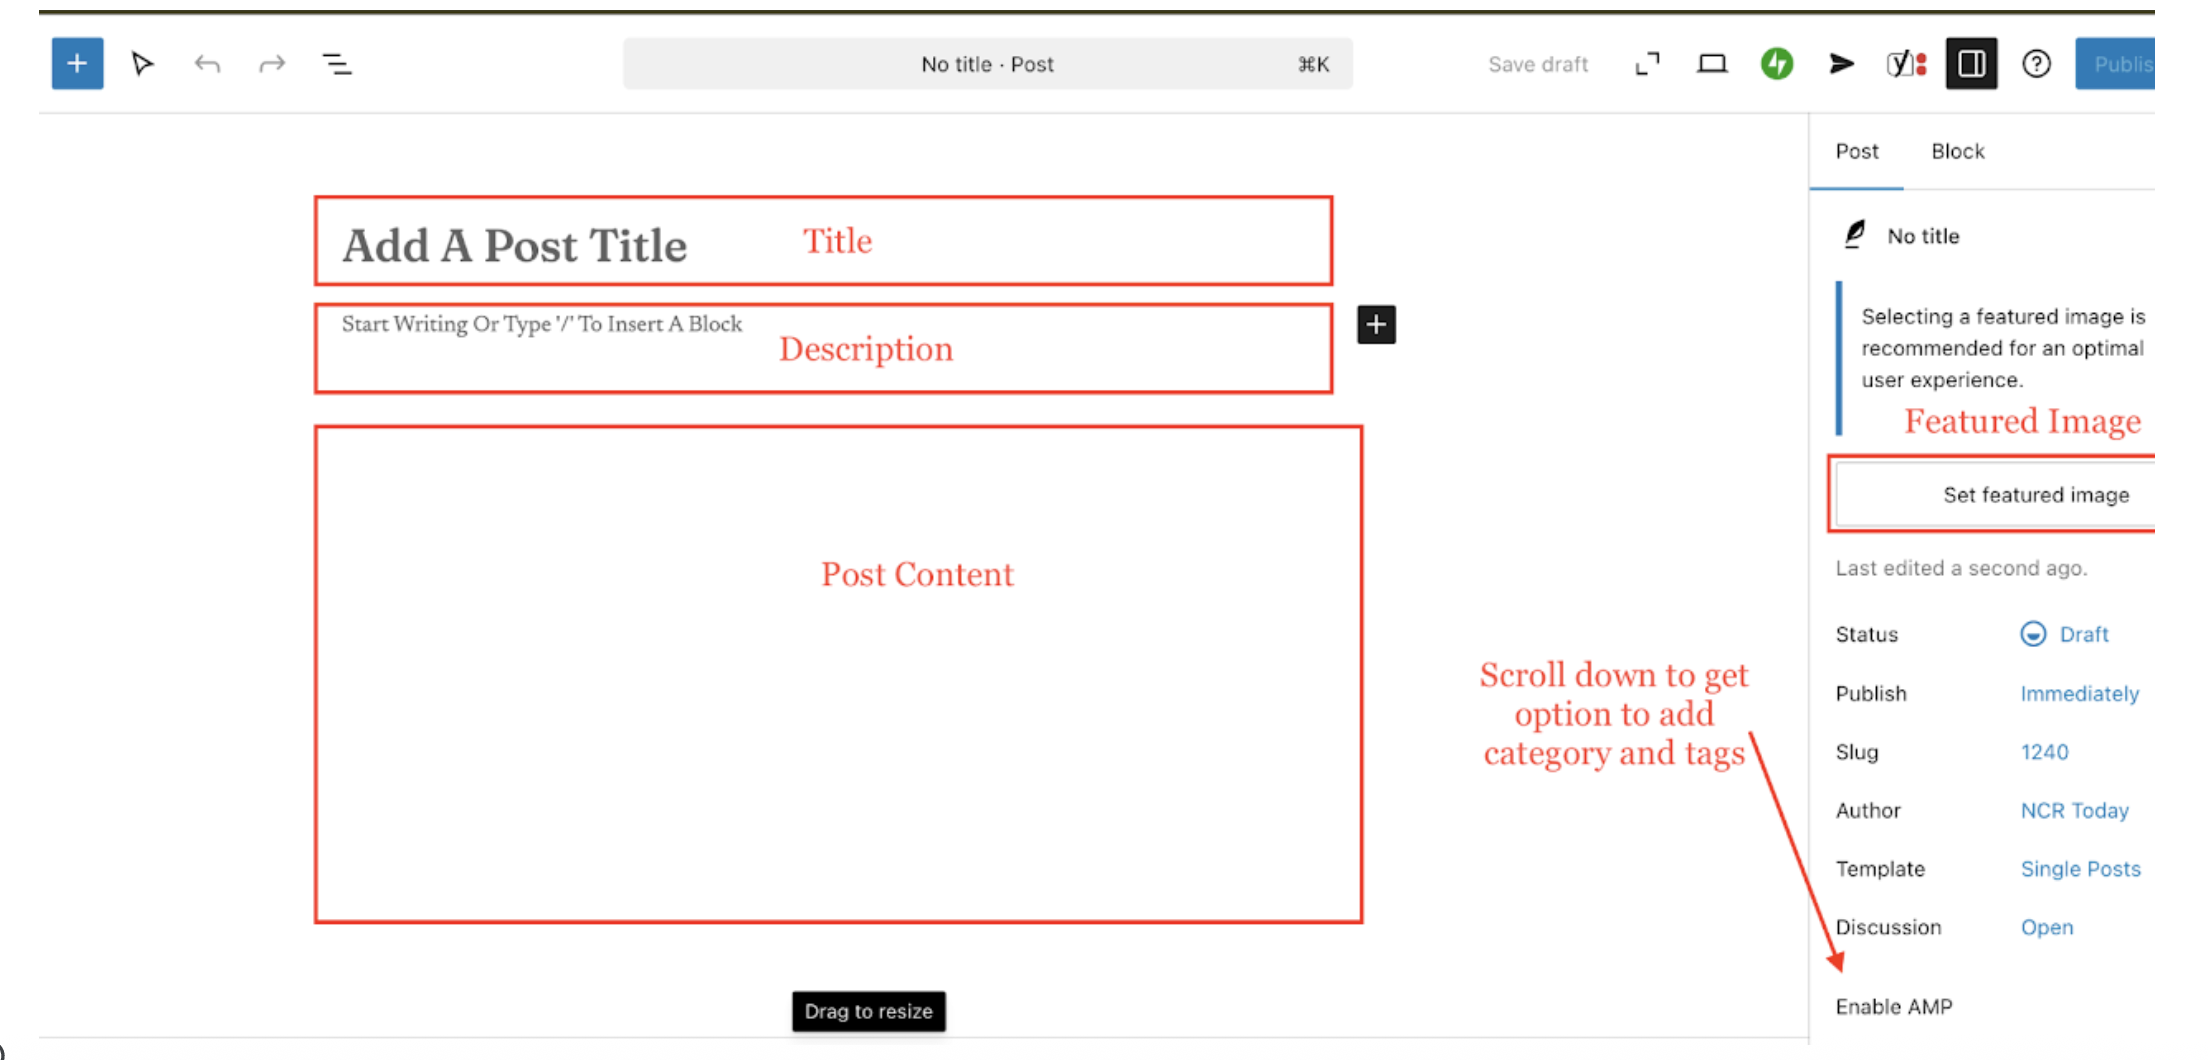 No title · Post ⌘K
Save draft
Publis
Post Block
Add A Post Title
Title
Start Writing Or Type '/' To Insert A Block
Description
Post Content
No title
Selecting a featured image is
recommended for an optimal
user experience.
Featured Image
Set featured image
Last edited a second ago.
Status Draft
Publish Immediately
Slug 1240
Author NCR Today
Template Single Posts
Discussion Open
Enable AMP
Scroll down to get
option to add
category and tags
Drag to resize